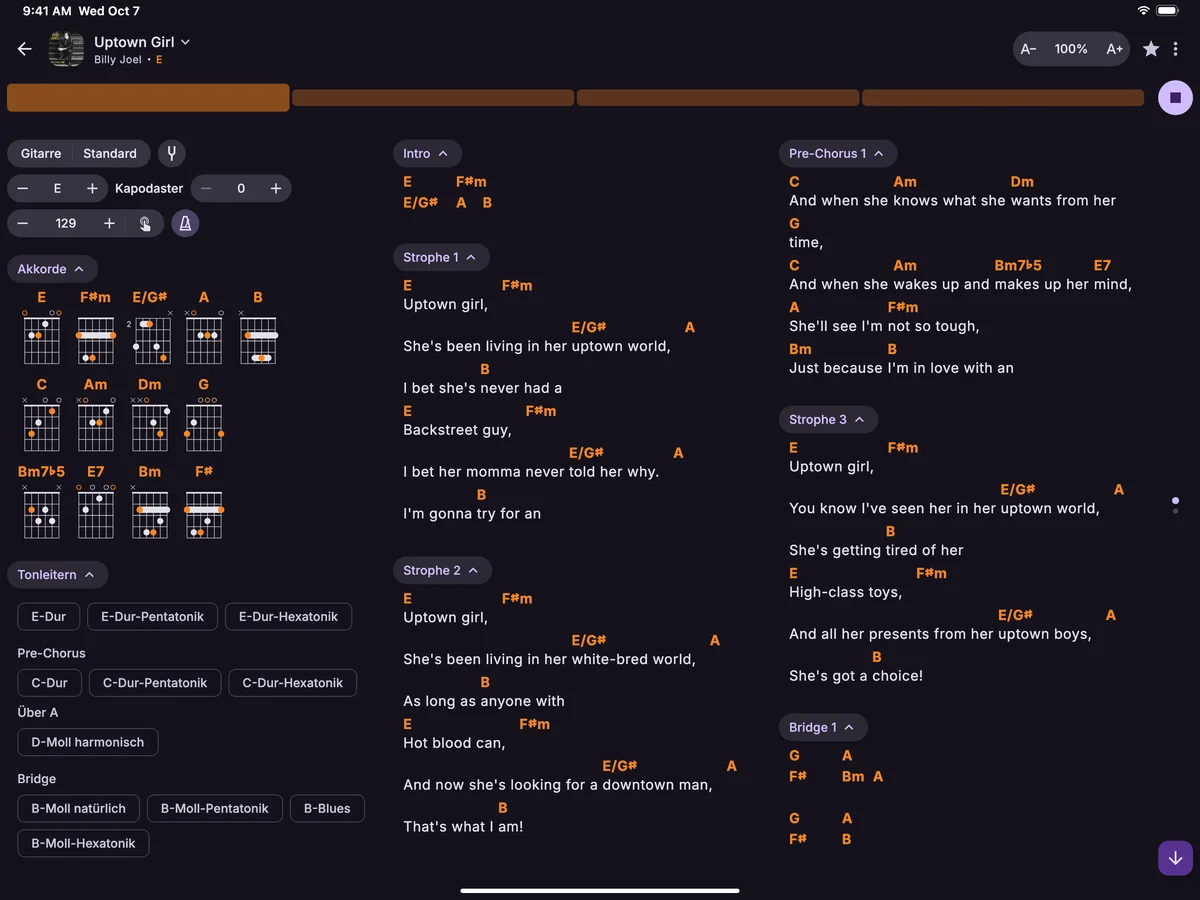 9:41 AM Wed Oct 7
Uptown Girl
Billy Joel • E
A- 100% A+
Gitarre Standard
− E + Kapodaster − 0 +
− 129 +
Akkorde
E F#m E/G# A B
2
C Am Dm G
Bm7b5 E7 Bm F#
Tonleitern
E-Dur E-Dur-Pentatonik E-Dur-Hexatonik
Pre-Chorus
C-Dur C-Dur-Pentatonik C-Dur-Hexatonik
Über A
D-Moll harmonisch
Bridge
B-Moll natürlich B-Moll-Pentatonik B-Blues
B-Moll-Hexatonik
Intro
E F#m
E/G# A B
Strophe 1
E F#m
Uptown girl,
E/G# A
She's been living in her uptown world,
B
I bet she's never had a
E F#m
Backstreet guy,
E/G# A
I bet her momma never told her why.
B
I'm gonna try for an
Strophe 2
E F#m
Uptown girl,
E/G# A
She's been living in her white-bred world,
B
As long as anyone with
E F#m
Hot blood can,
E/G# A
And now she's looking for a downtown man,
B
That's what I am!
Pre-Chorus 1
C Am Dm
And when she knows what she wants from her
G
time,
C Am Bm7b5 E7
And when she wakes up and makes up her mind,
A F#m
She'll see I'm not so tough,
Bm B
Just because I'm in love with an
Strophe 3
E F#m
Uptown girl,
E/G# A
You know I've seen her in her uptown world,
B
She's getting tired of her
E F#m
High-class toys,
E/G# A
And all her presents from her uptown boys,
B
She's got a choice!
Bridge 1
G A
F# Bm A
G A
F# B